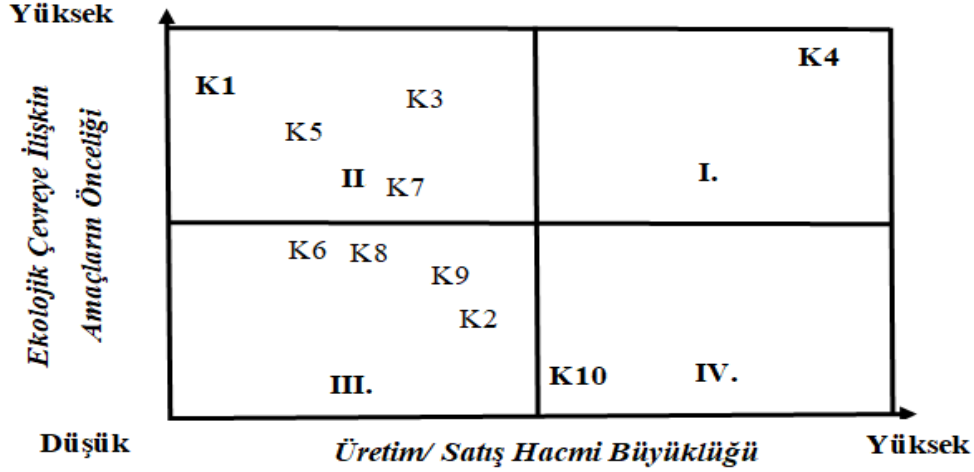 Yüksek
Ekolojik Çevreye İlişkin
Amaçların Önceliği
K1
K3
K4
K5
II
K7
I.
K6
K8
K9
K2
III.
K10
IV.
Düşük
Üretim/ Satış Hacmi Büyüklüğü
Yüksek